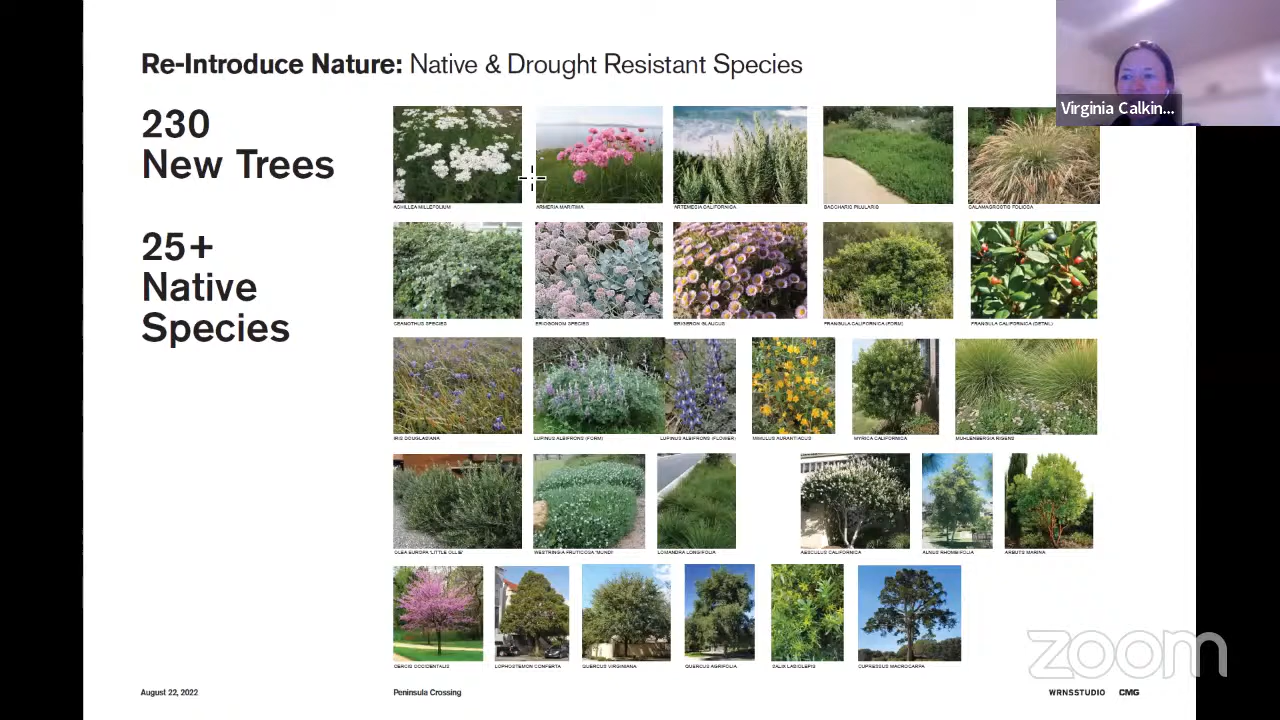 Re-Introduce Nature: Native & Drought Resistant Species
Virginia Calkin...
230
New Trees
25+
Native
Species
ACHILLEA MILLEFOLIUM
ARMERIA MARITIMA
ARTEMESIA CALIFORNICA
BACCHARIS PILULARIS
CALAMAGROSTIS FOLIOSA
CEANOTHUS SPECIES
ERIOGONUM SPECIES
ERIGERON GLAUCUS
FRANGULA CALIFORNICA (FORM)
FRANGULA CALIFORNICA (DETAIL)
IRIS DOUGLASIANA
LUPINUS ALBIFRONS (FORM)
LUPINUS ALBIFRONS (FLOWER)
MIMULUS AURANTIACUS
MYRICA CALIFORNICA
MUHLENBERGIA RIGENS
OLEA EUROPA 'LITTLE OLLIE'
WESTRINGIA FRUTICOSA 'MUNDI'
LOMANDRA LONGIFOLIA
AESCULUS CALIFORNICA
ALNUS RHOMBIFOLIA
ARBUTUS MARINA
CERCIS OCCIDENTALIS
LOPHOSTEMON CONFERTA
QUERCUS VIRGINIANA
QUERCUS AGRIFOLIA
SALIX LASIOLEPIS
CUPRESSUS MACROCARPA
zoom
August 22, 2022
Peninsula Crossing
WRNSSTUDIO CMG